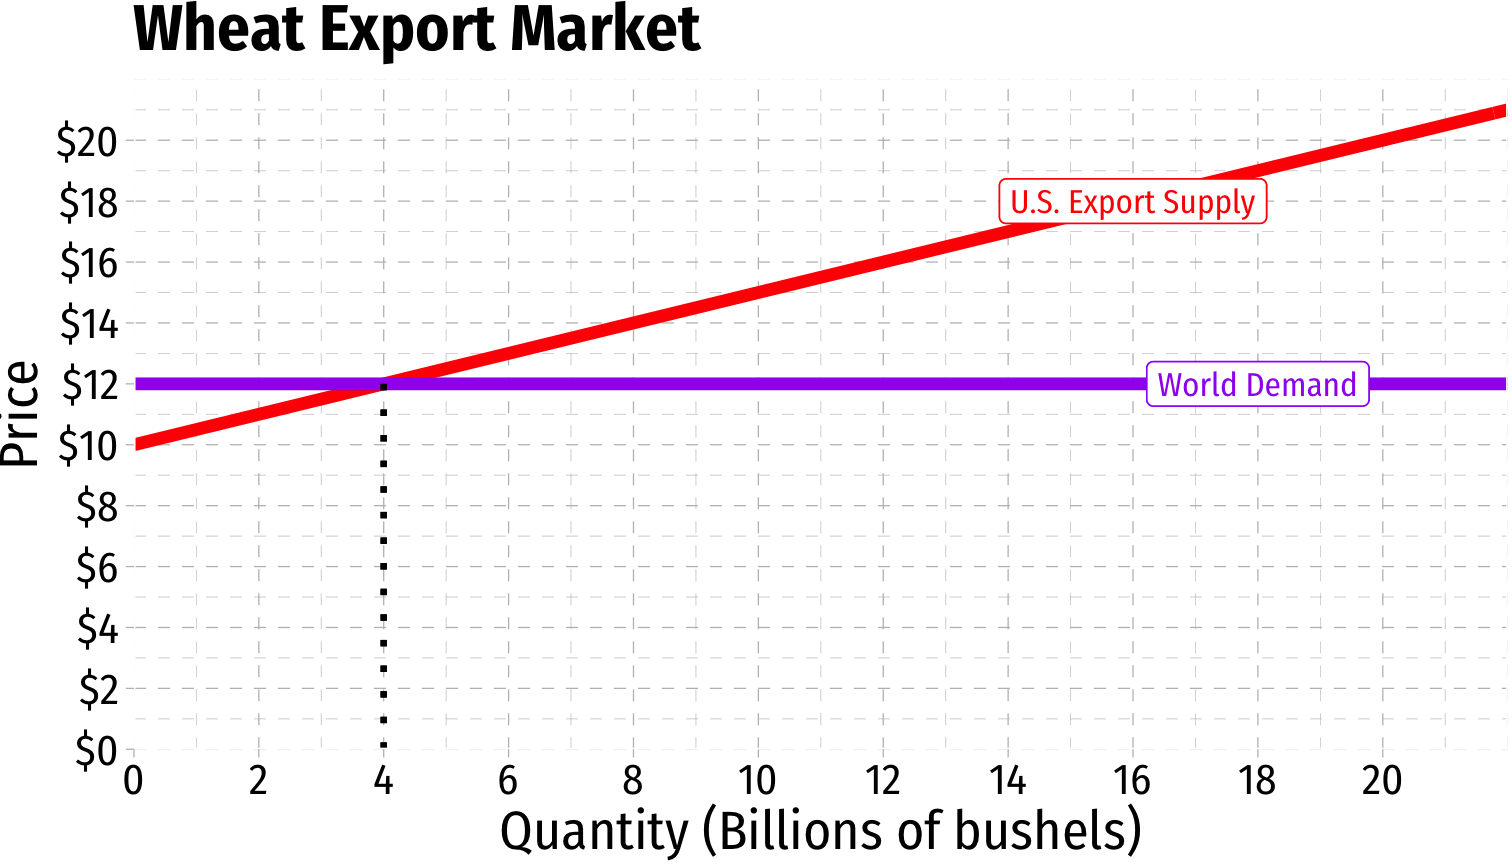 Wheat Export Market
$20
$18
$16
$14
$12
$10
$8
$6
$4
$2
$0
Price
U.S. Export Supply
World Demand
0 2 4 6 8 10 12 14 16 18 20
Quantity (Billions of bushels)